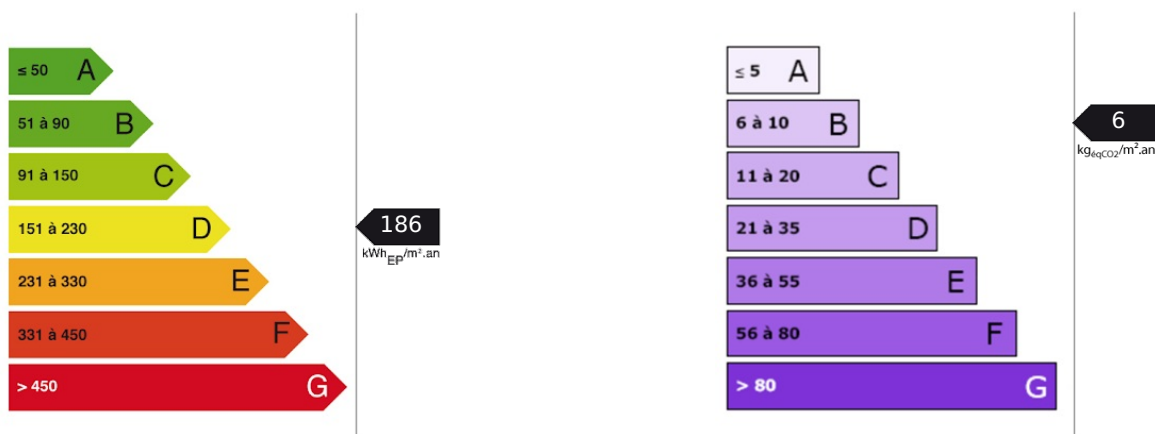 ≤ 50 A
51 à 90 B
91 à 150 C
151 à 230 D
231 à 330 E
331 à 450 F
> 450 G
186
kWhEP/m².an
≤ 5 A
6 à 10 B
11 à 20 C
21 à 35 D
36 à 55 E
56 à 80 F
> 80 G
6
kgéqCO2/m².an